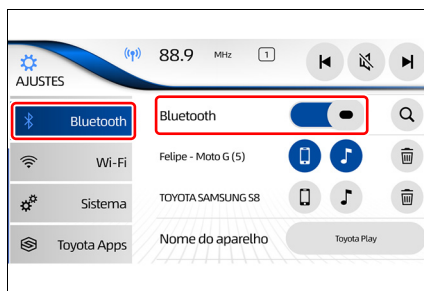 88.9 MHz 1
AJUSTES
Bluetooth
Bluetooth
Wi-Fi
Felipe - Moto G (5)
Sistema
TOYOTA SAMSUNG S8
Toyota Apps
Nome do aparelho
Toyota Play